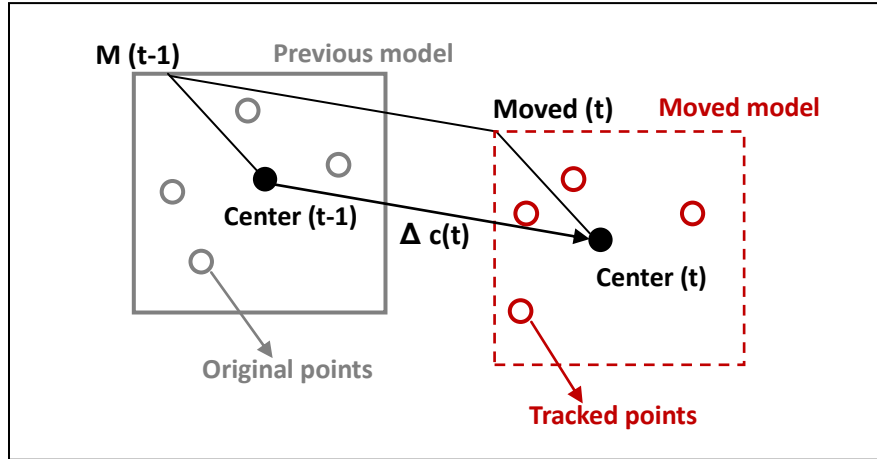 M (t-1)
Previous model
Moved (t)
Moved model
Center (t-1)
Δ c(t)
Center (t)
Original points
Tracked points